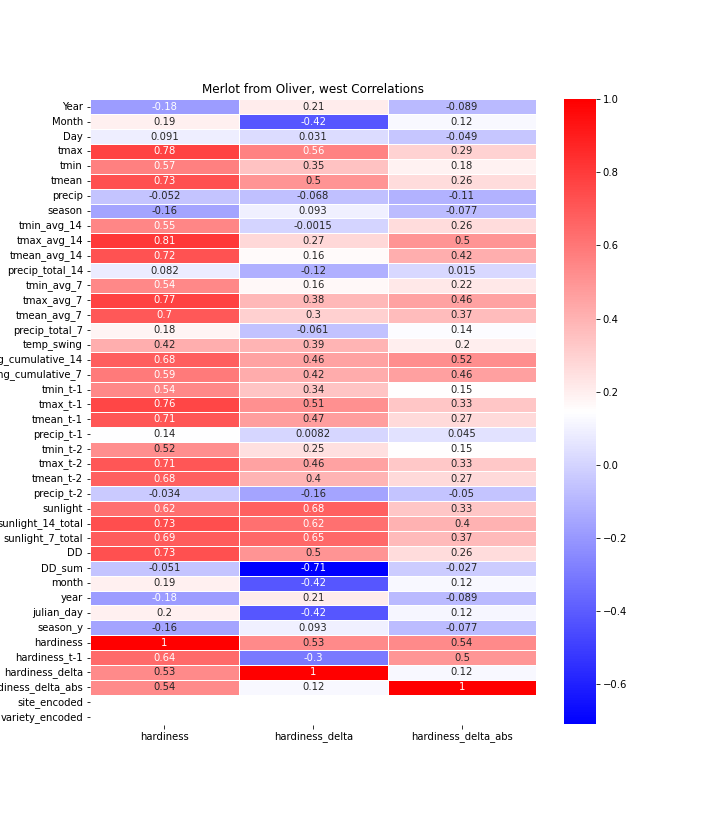 Merlot from Oliver, west Correlations
Year -0.18 0.21 -0.089
Month 0.19 -0.42 0.12
Day 0.091 0.031 -0.049
tmax 0.78 0.56 0.29
tmin 0.57 0.35 0.18
tmean 0.73 0.5 0.26
precip -0.052 -0.068 -0.11
season -0.16 0.093 -0.077
tmin_avg_14 0.55 -0.0015 0.26
tmax_avg_14 0.81 0.27 0.5
tmean_avg_14 0.72 0.16 0.42
precip_total_14 0.082 -0.12 0.015
tmin_avg_7 0.54 0.16 0.22
tmax_avg_7 0.77 0.38 0.46
tmean_avg_7 0.7 0.3 0.37
precip_total_7 0.18 -0.061 0.14
temp_swing 0.42 0.39 0.2
g_cumulative_14 0.68 0.46 0.52
ng_cumulative_7 0.59 0.42 0.46
tmin_t-1 0.54 0.34 0.15
tmax_t-1 0.76 0.51 0.33
tmean_t-1 0.71 0.47 0.27
precip_t-1 0.14 0.0082 0.045
tmin_t-2 0.52 0.25 0.15
tmax_t-2 0.71 0.46 0.33
tmean_t-2 0.68 0.4 0.27
precip_t-2 -0.034 -0.16 -0.05
sunlight 0.62 0.68 0.33
sunlight_14_total 0.73 0.62 0.4
sunlight_7_total 0.69 0.65 0.37
DD 0.73 0.5 0.26
DD_sum -0.051 -0.71 -0.027
month 0.19 -0.42 0.12
year -0.18 0.21 -0.089
julian_day 0.2 -0.42 0.12
season_y -0.16 0.093 -0.077
hardiness 1 0.53 0.54
hardiness_t-1 0.64 -0.3 0.5
hardiness_delta 0.53 1 0.12
diness_delta_abs 0.54 0.12 1
site_encoded
variety_encoded
hardiness hardiness_delta hardiness_delta_abs
1.0
0.8
0.6
0.4
0.2
0.0
−0.2
−0.4
−0.6